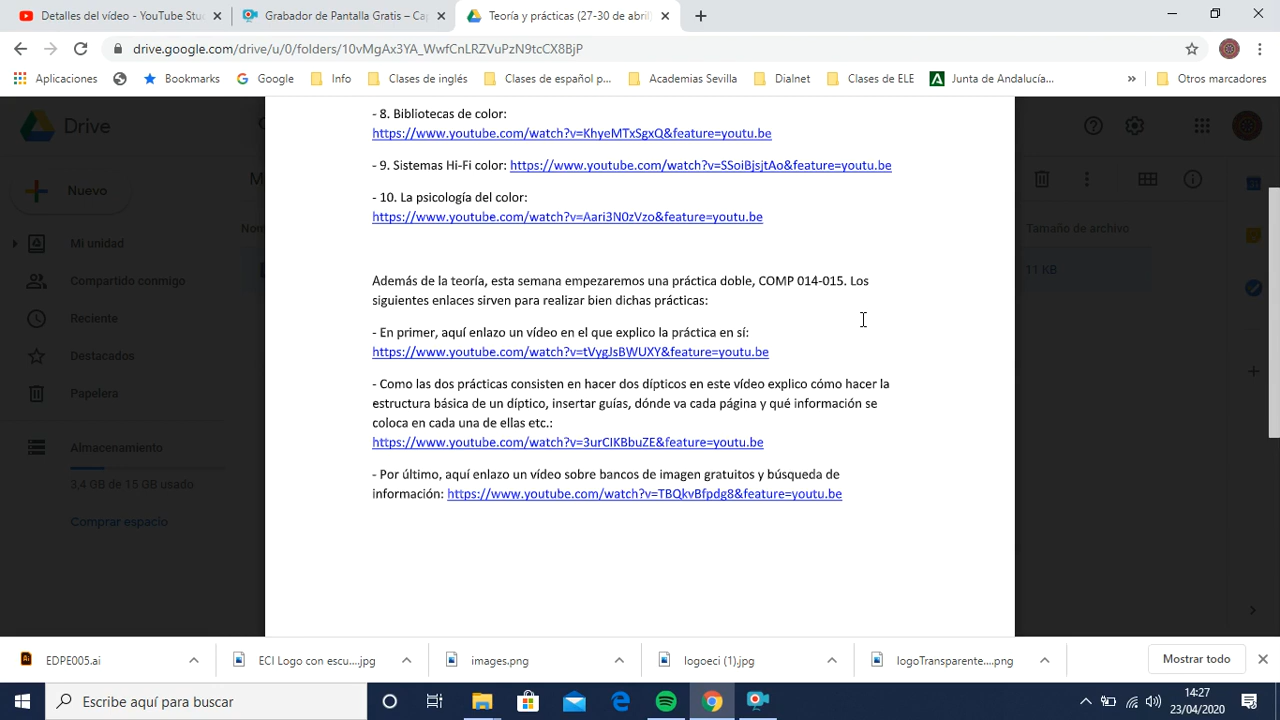 Detalles del vídeo - YouTube Stu
Grabador de Pantalla Gratis – Cap
Teoría y prácticas (27-30 de abril)
drive.google.com/drive/u/0/folders/10vMgAx3YA_WwfCnLRZVuPzN9tcCX8BjP
Aplicaciones
Bookmarks
Google
Info
Clases de inglés
Clases de español p...
Academias Sevilla
Dialnet
Clases de ELE
Junta de Andalucía...
»
Otros marcadores
Drive
Nuevo
Mi unidad
Compartido conmigo
Reciente
Destacados
Papelera
Almacenamiento
3,4 GB de 15 GB usado
Comprar espacio
Tamaño de archivo
11 KB
- 8. Bibliotecas de color:
https://www.youtube.com/watch?v=KhyeMTxSgxQ&feature=youtu.be
- 9. Sistemas Hi-Fi color: https://www.youtube.com/watch?v=SSoiBjsjtAo&feature=youtu.be
- 10. La psicología del color:
https://www.youtube.com/watch?v=Aari3N0zVzo&feature=youtu.be
Además de la teoría, esta semana empezaremos una práctica doble, COMP 014-015. Los
siguientes enlaces sirven para realizar bien dichas prácticas:
- En primer, aquí enlazo un vídeo en el que explico la práctica en sí:
https://www.youtube.com/watch?v=tVygJsBWUXY&feature=youtu.be
- Como las dos prácticas consisten en hacer dos dípticos en este vídeo explico cómo hacer la
estructura básica de un díptico, insertar guías, dónde va cada página y qué información se
coloca en cada una de ellas etc.:
https://www.youtube.com/watch?v=3urCIKBbuZE&feature=youtu.be
- Por último, aquí enlazo un vídeo sobre bancos de imagen gratuitos y búsqueda de
información: https://www.youtube.com/watch?v=TBQkvBfpdg8&feature=youtu.be
EDPE005.ai
ECI Logo con escu....jpg
images.png
logoeci (1).jpg
logoTransparente....png
Mostrar todo
Escribe aquí para buscar
14:27
23/04/2020